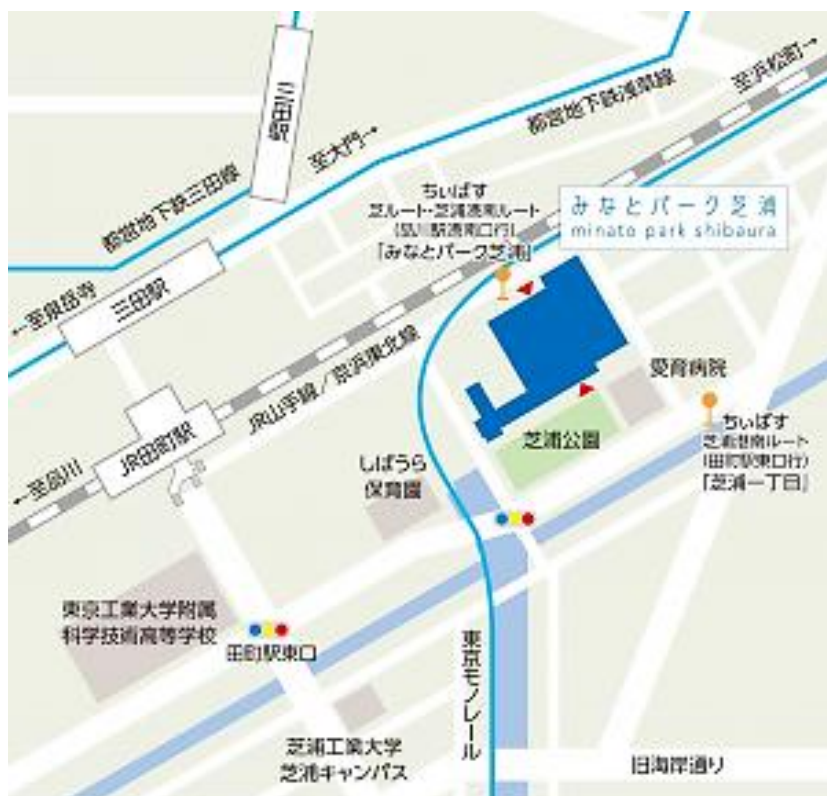 三田駅
都営地下鉄三田線
至大門→
都営地下鉄浅草線
至浜松町→
ちぃばす
芝ルート・芝浦港南ルート
(品川駅港南口行)
「みなとパーク芝浦」
みなとパーク芝浦
minato park shibaura
←至泉岳寺
三田駅
JR山手線／京浜東北線
JR田町駅
←至品川
愛育病院
芝浦公園
ちぃばす
芝浦港南ルート
(田町駅東口行)
「芝浦一丁目」
しばうら
保育園
東京工業大学附属
科学技術高等学校
田町駅東口
東京モノレール
芝浦工業大学
芝浦キャンパス
旧海岸通り